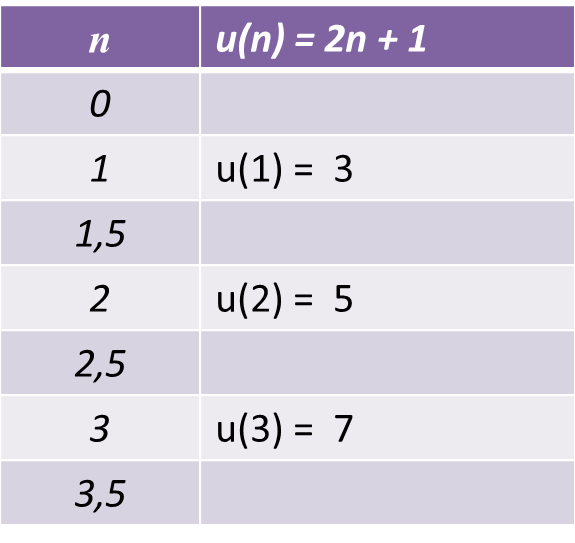 n u(n) = 2n + 1
0
1 u(1) = 3
1,5
2 u(2) = 5
2,5
3 u(3) = 7
3,5